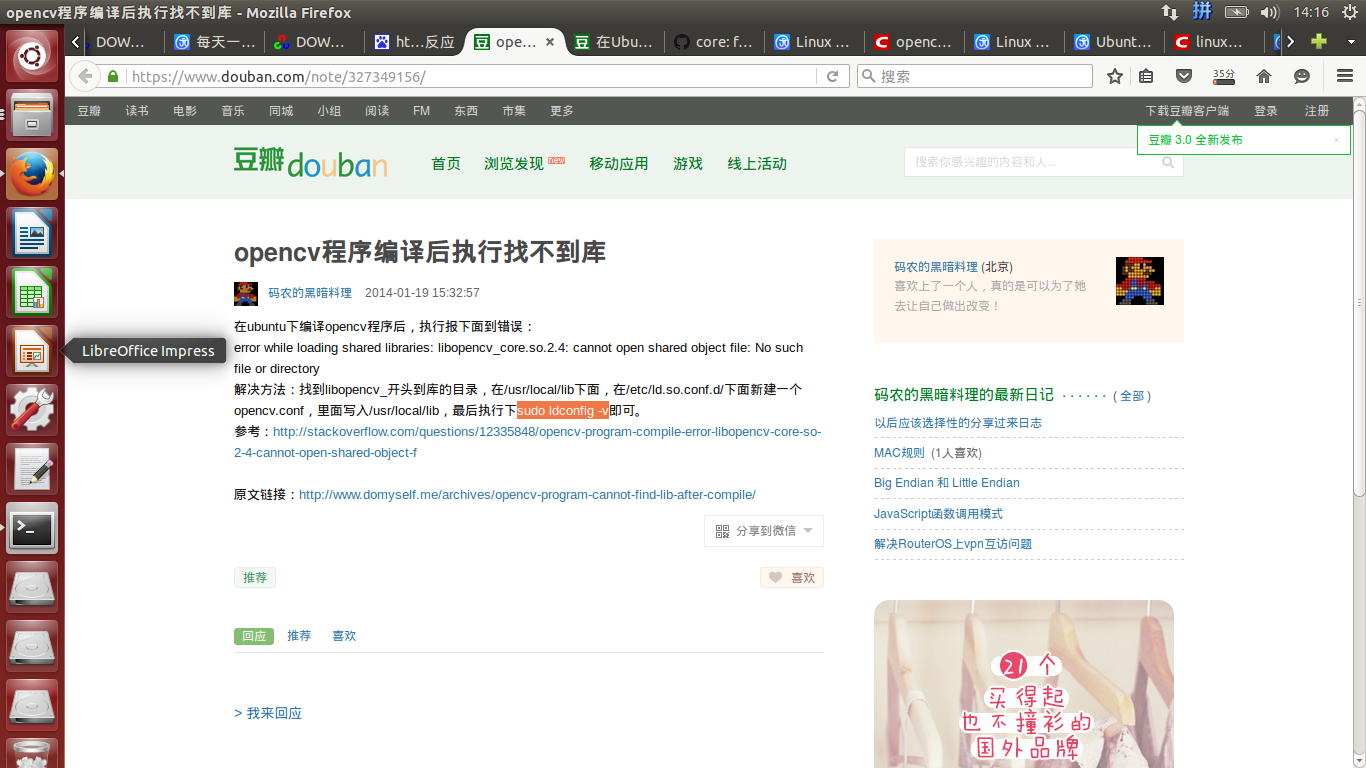 opencv程序编译后执行找不到库 - Mozilla Firefox
拼
14:16
DOW…
每天一…
DOW…
ht…反应
ope…
在Ubu…
core: f…
Linux …
openc…
Linux …
Ubunt…
linux…
https://www.douban.com/note/327349156/
搜索
35分
豆瓣 读书 电影 音乐 同城 小组 阅读 FM 东西 市集 更多
下载豆瓣客户端 登录 注册
豆瓣 3.0 全新发布 ×
豆瓣 douban
首页 浏览发现 new 移动应用 游戏 线上活动
搜索你感兴趣的内容和人...
opencv程序编译后执行找不到库
码农的黑暗料理 2014-01-19 15:32:57
在ubuntu下编译opencv程序后，执行报下面到错误：
error while loading shared libraries: libopencv_core.so.2.4: cannot open shared object file: No such
file or directory
解决方法：找到libopencv_开头到库的目录，在/usr/local/lib下面，在/etc/ld.so.conf.d/下面新建一个
opencv.conf，里面写入/usr/local/lib，最后执行下sudo ldconfig -v即可。
参考：http://stackoverflow.com/questions/12335848/opencv-program-compile-error-libopencv-core-so-
2-4-cannot-open-shared-object-f
原文链接：http://www.domyself.me/archives/opencv-program-cannot-find-lib-after-compile/
分享到微信
推荐
喜欢
回应 推荐 喜欢
> 我来回应
LibreOffice Impress
码农的黑暗料理 (北京)
喜欢上了一个人，真的是可以为了她
去让自己做出改变！
码农的黑暗料理的最新日记 · · · · · · ( 全部 )
以后应该选择性的分享过来日志
MAC规则 (1人喜欢)
Big Endian 和 Little Endian
JavaScript函数调用模式
解决RouterOS上vpn互访问题
21 个
买得起
也不撞衫的
国外品牌